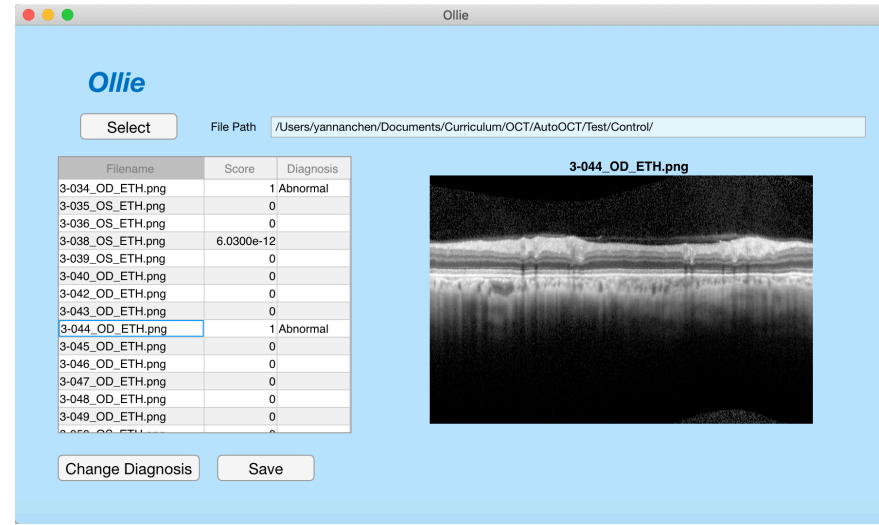 Ollie
Ollie
Select File Path /Users/yannanchen/Documents/Curriculum/OCT/AutoOCT/Test/Control/
Filename Score Diagnosis
3-034_OD_ETH.png 1 Abnormal
3-035_OS_ETH.png 0
3-036_OS_ETH.png 0
3-038_OS_ETH.png 6.0300e-12
3-039_OS_ETH.png 0
3-040_OD_ETH.png 0
3-042_OD_ETH.png 0
3-043_OD_ETH.png 0
3-044_OD_ETH.png 1 Abnormal
3-045_OD_ETH.png 0
3-046_OD_ETH.png 0
3-047_OD_ETH.png 0
3-048_OD_ETH.png 0
3-049_OD_ETH.png 0
3-044_OD_ETH.png
Change Diagnosis Save